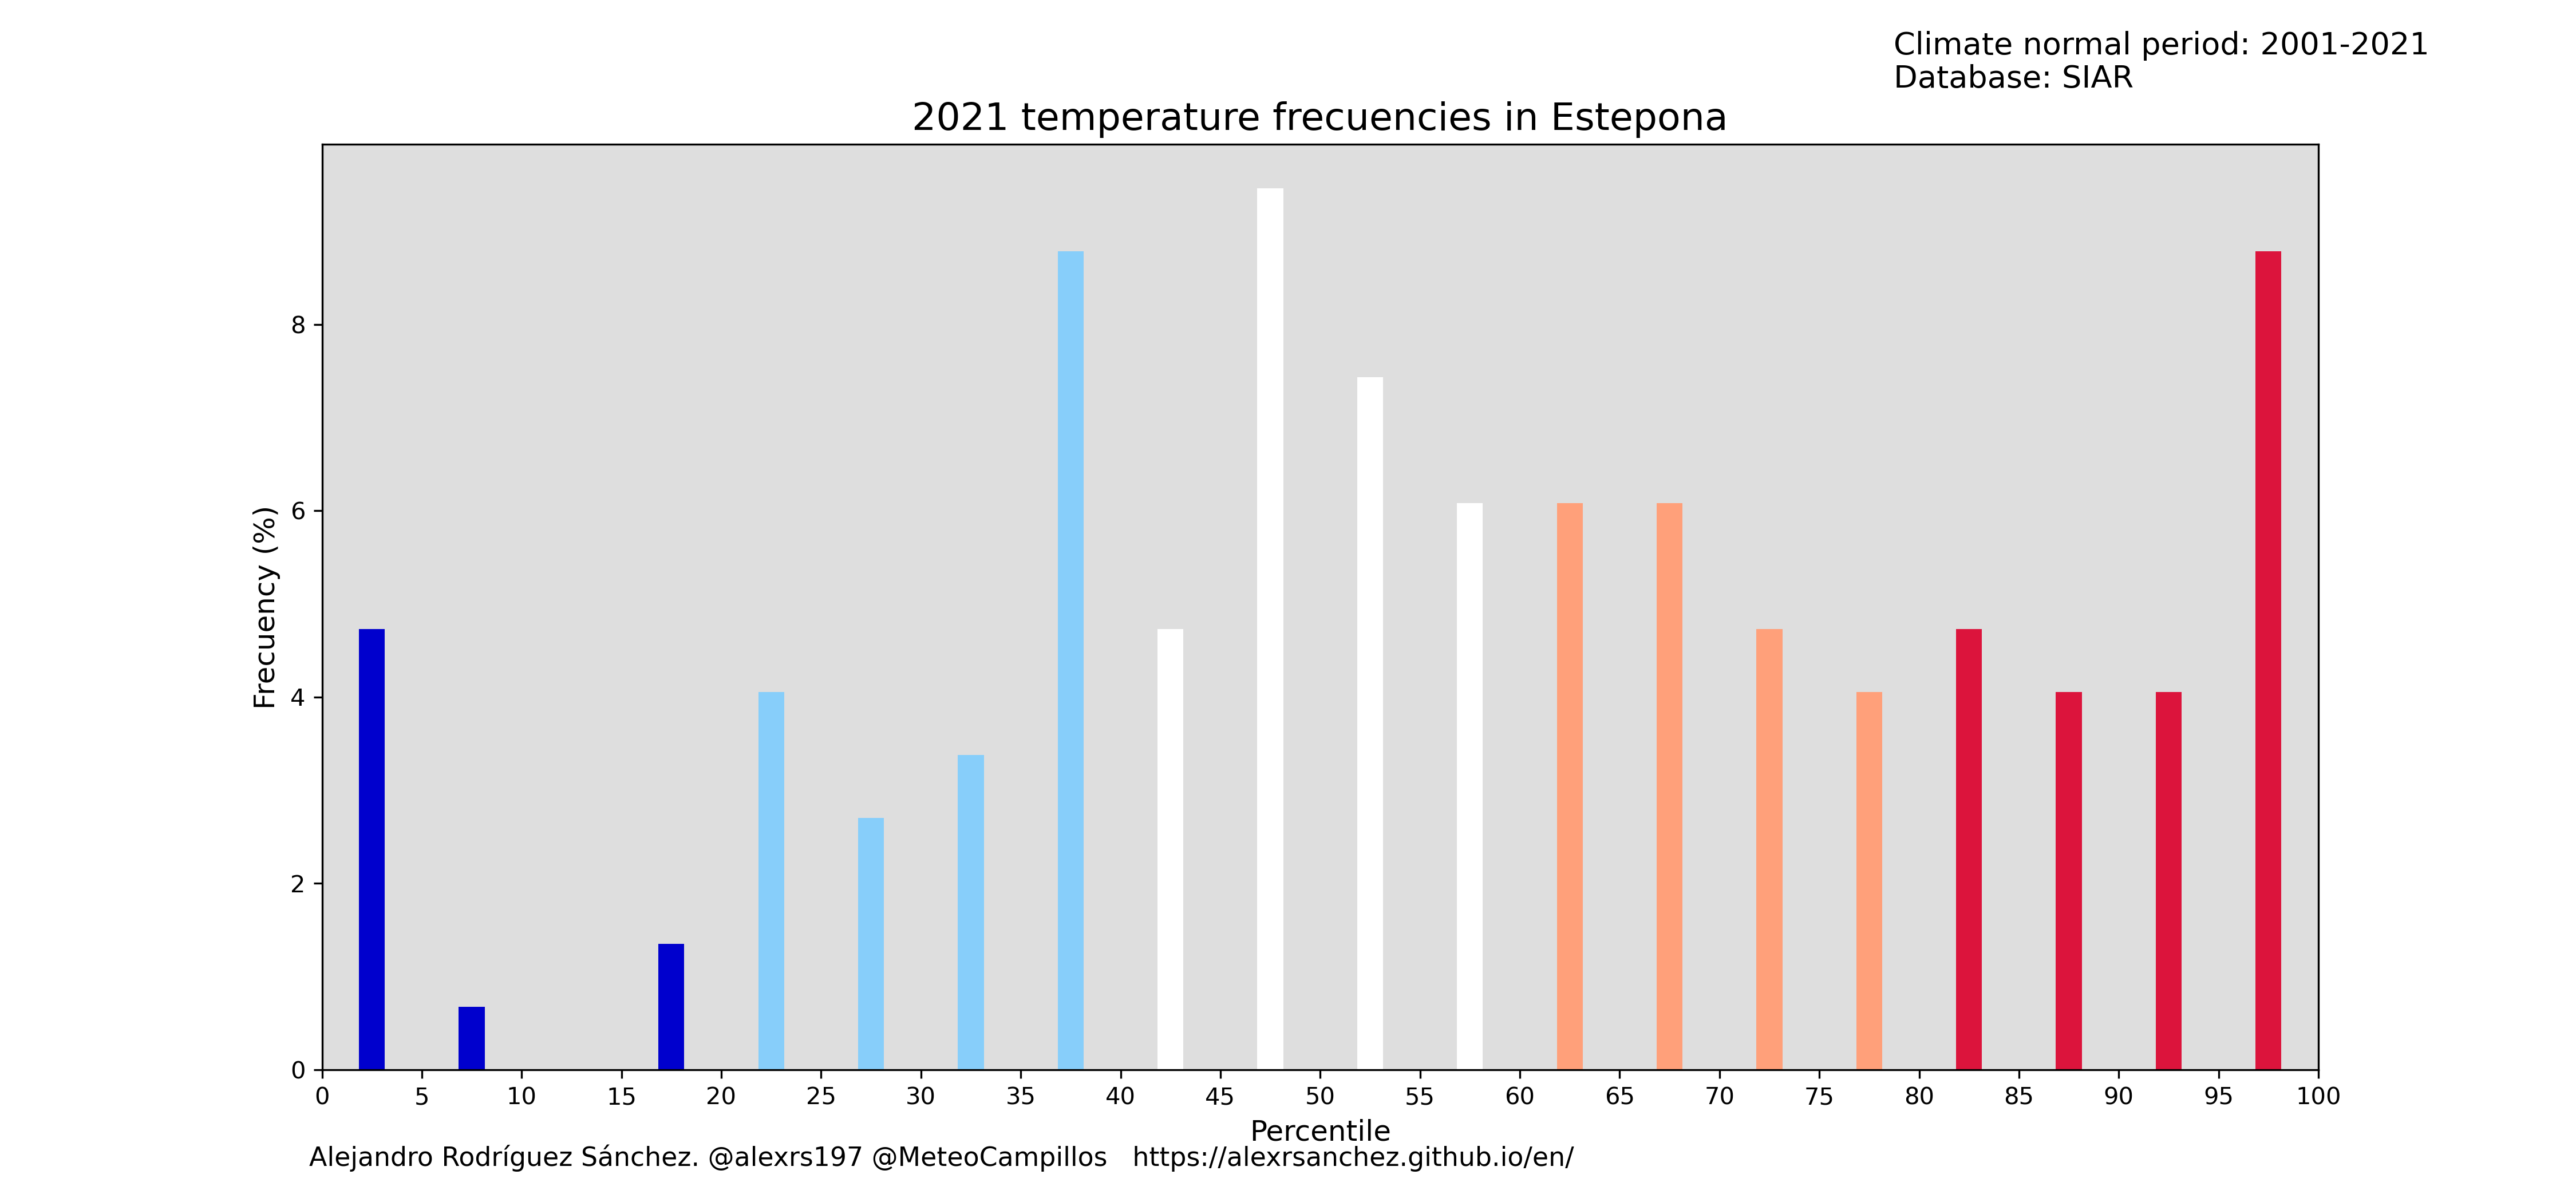 Climate normal period: 2001-2021
Database: SIAR
2021 temperature frecuencies in Estepona
Frecuency (%)
8
6
4
2
0
0 5 10 15 20 25 30 35 40 45 50 55 60 65 70 75 80 85 90 95 100
Percentile
Alejandro Rodríguez Sánchez. @alexrs197 @MeteoCampillos https://alexrsanchez.github.io/en/